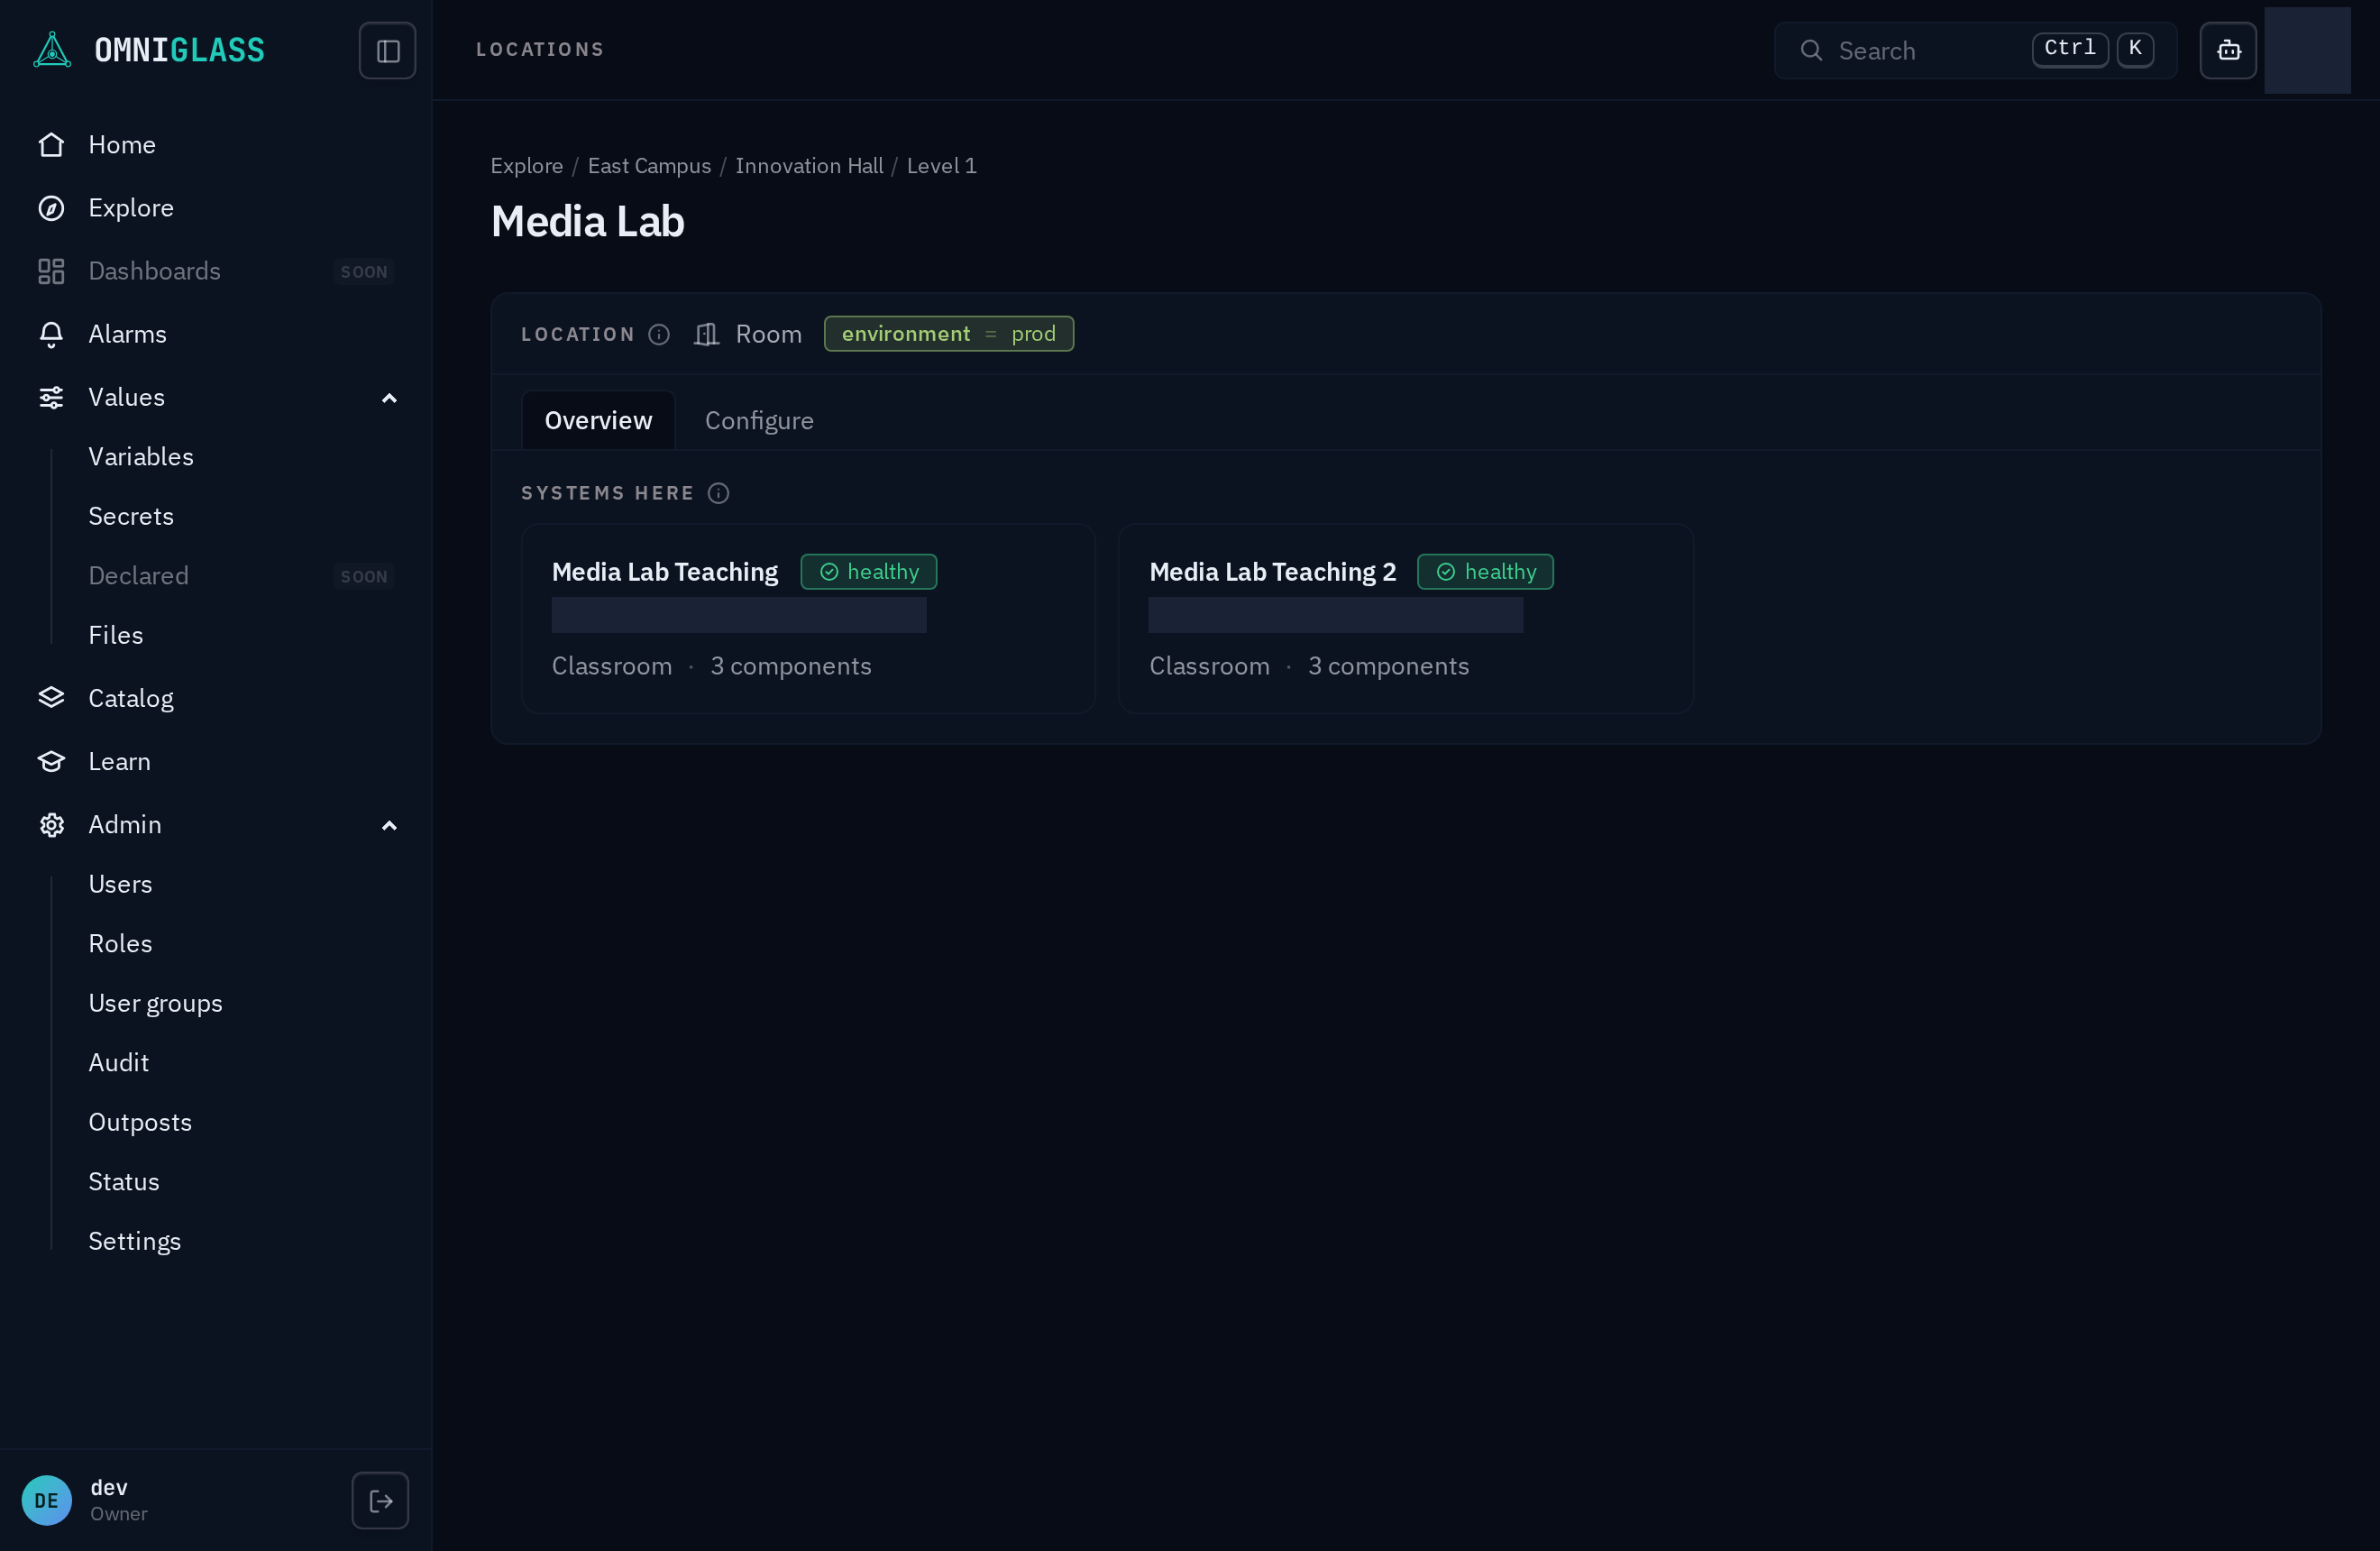 OMNIGLASS
LOCATIONS
Search Ctrl K
Home
Explore
Dashboards SOON
Alarms
Values
Variables
Secrets
Declared SOON
Files
Catalog
Learn
Admin
Users
Roles
User groups
Audit
Outposts
Status
Settings
DE dev
Owner
Explore / East Campus / Innovation Hall / Level 1
Media Lab
LOCATION Room environment = prod
Overview Configure
SYSTEMS HERE
Media Lab Teaching healthy
Classroom · 3 components
Media Lab Teaching 2 healthy
Classroom · 3 components